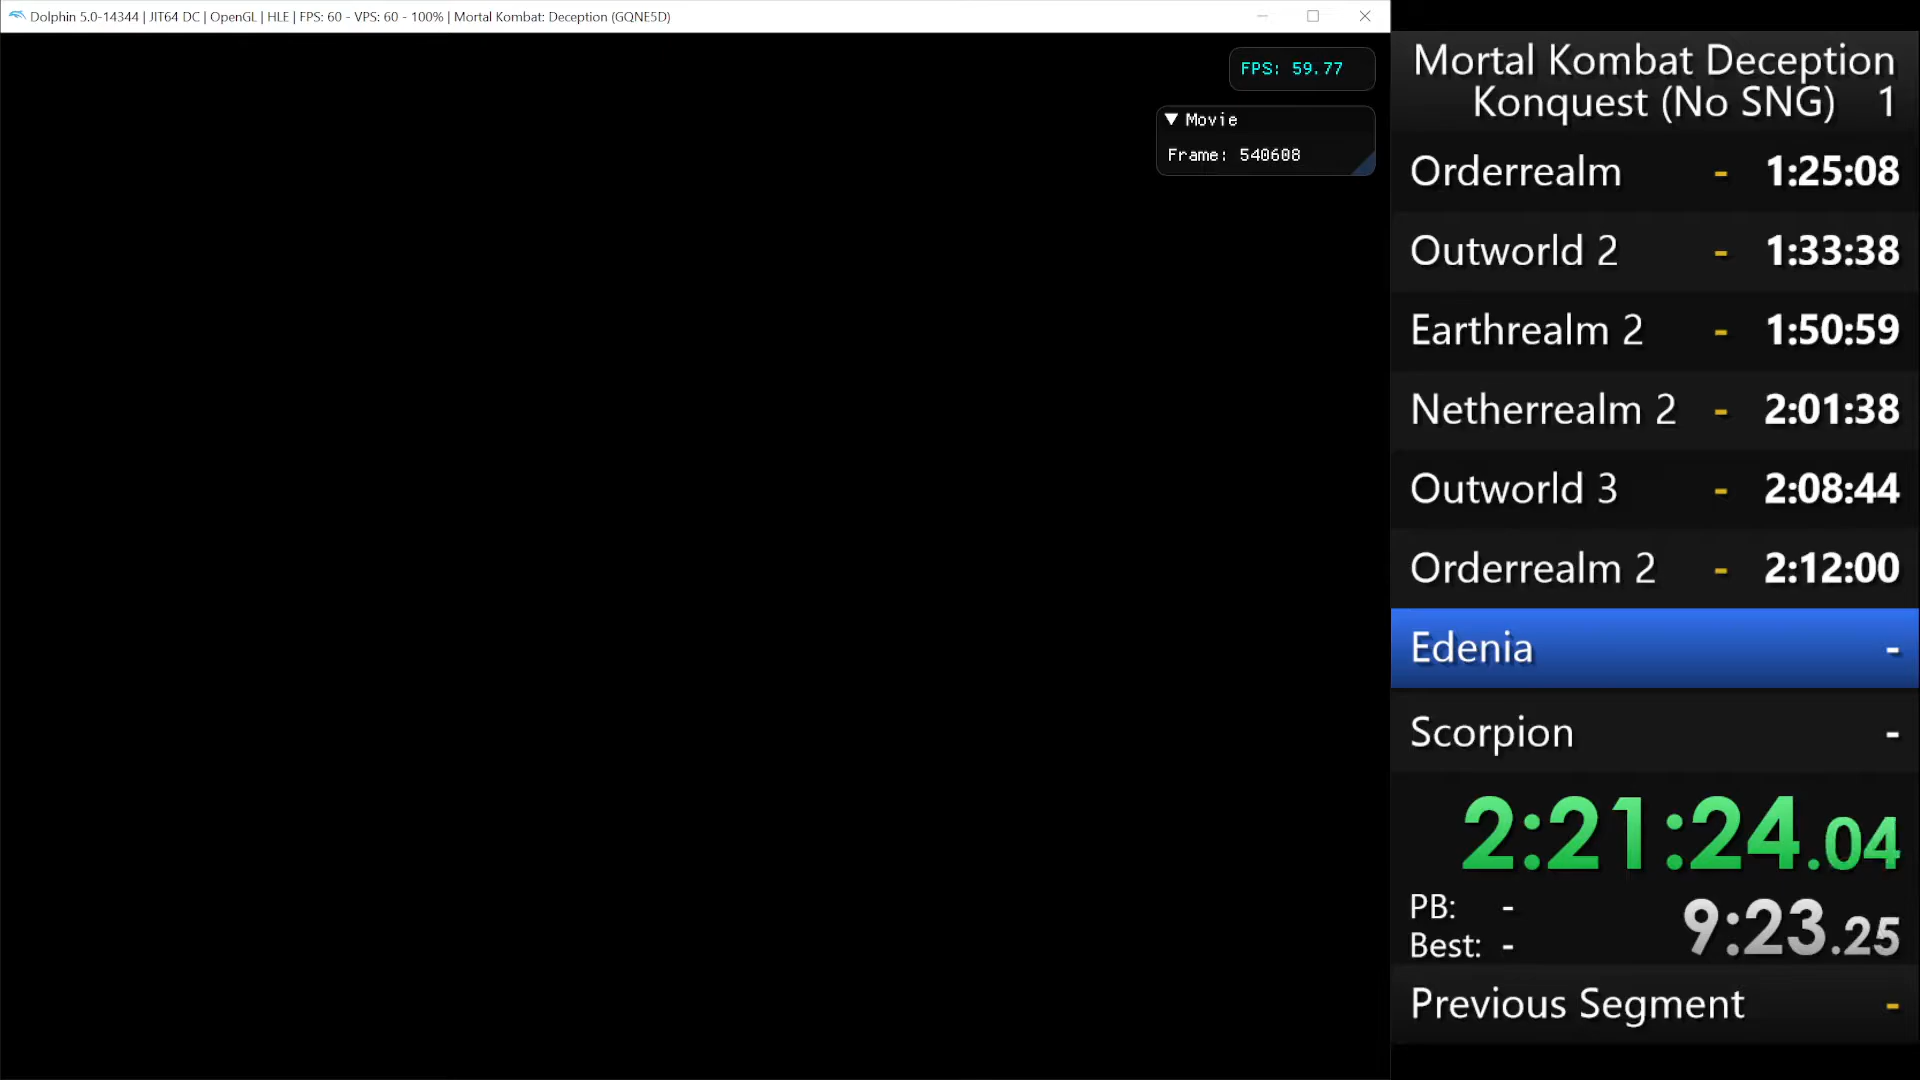 Dolphin 5.0-14344 | JIT64 DC | OpenGL | HLE | FPS: 60 - VPS: 60 - 100% | Mortal Kombat: Deception (GQNE5D)
FPS: 59.77
▼ Movie
Frame: 540608
Mortal Kombat Deception
Konquest (No SNG) 1
Orderrealm - 1:25:08
Outworld 2 - 1:33:38
Earthrealm 2 - 1:50:59
Netherrealm 2 - 2:01:38
Outworld 3 - 2:08:44
Orderrealm 2 - 2:12:00
Edenia -
Scorpion -
2:21:24.04
PB: -
Best: -
9:23.25
Previous Segment -